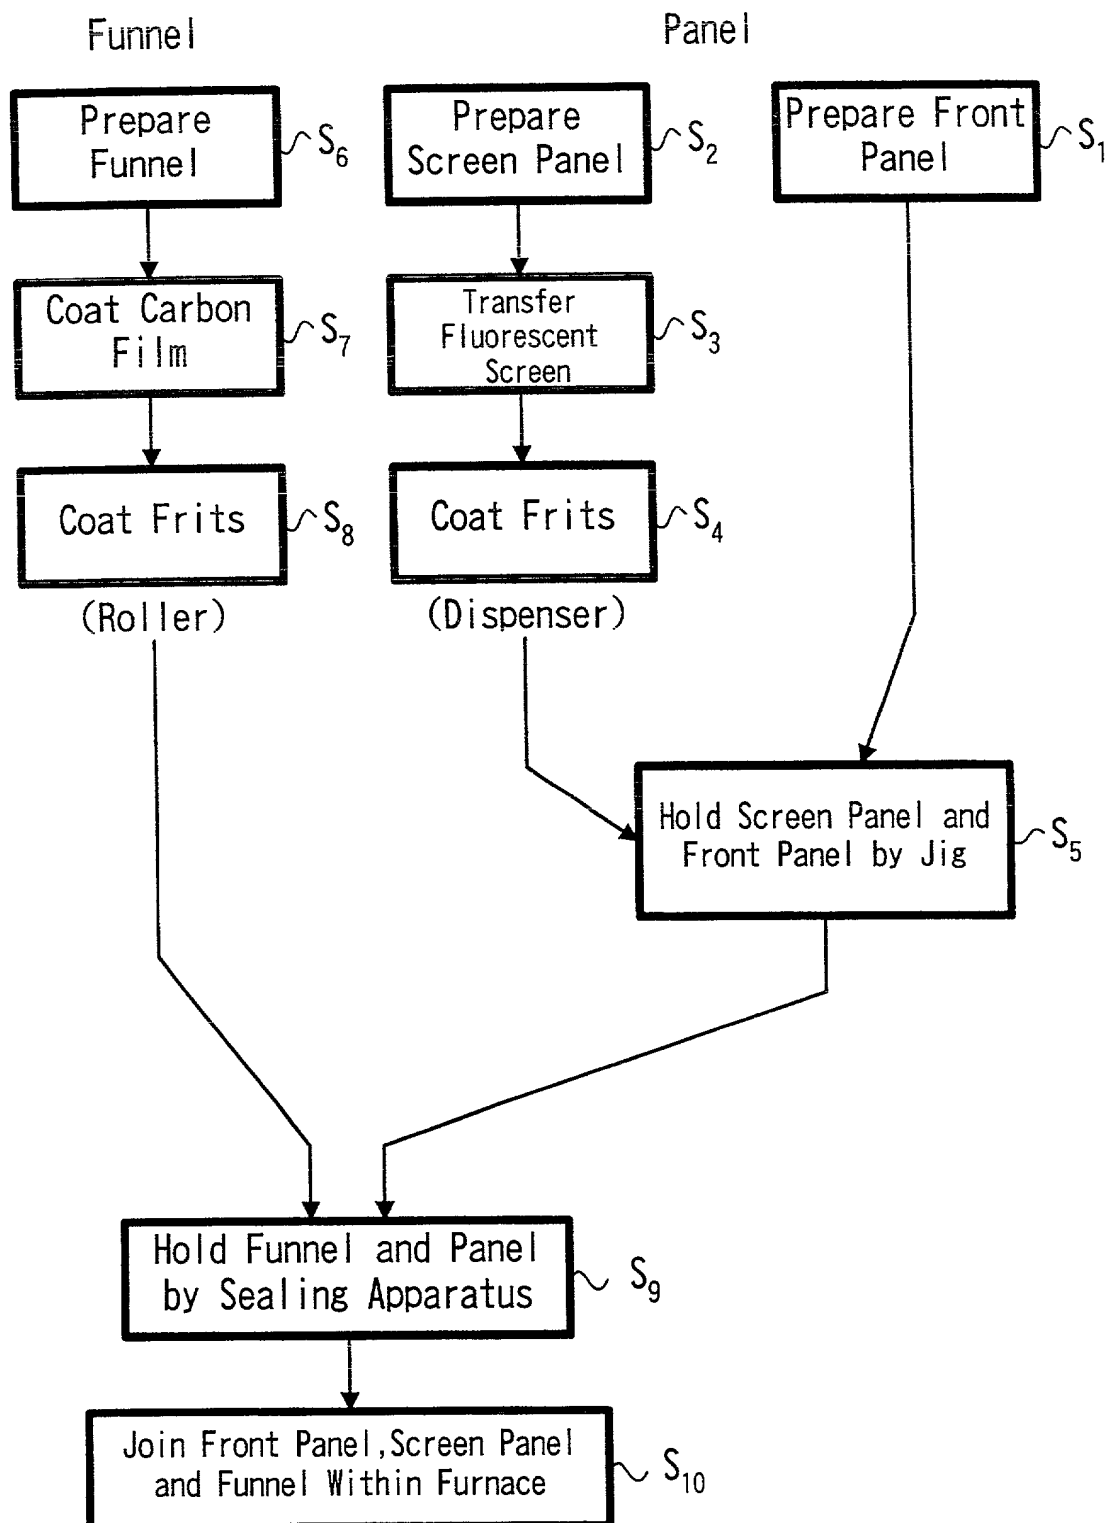 Funnel
Panel
Prepare
Funnel
S6
Prepare
Screen Panel
S2
Prepare Front
Panel
S1
Coat Carbon
Film
S7
Transfer
Fluorescent
Screen
S3
Coat Frits
S8
(Roller)
Coat Frits
S4
(Dispenser)
Hold Screen Panel and
Front Panel by Jig
S5
Hold Funnel and Panel
by Sealing Apparatus
S9
Join Front Panel,Screen Panel
and Funnel Within Furnace
S10